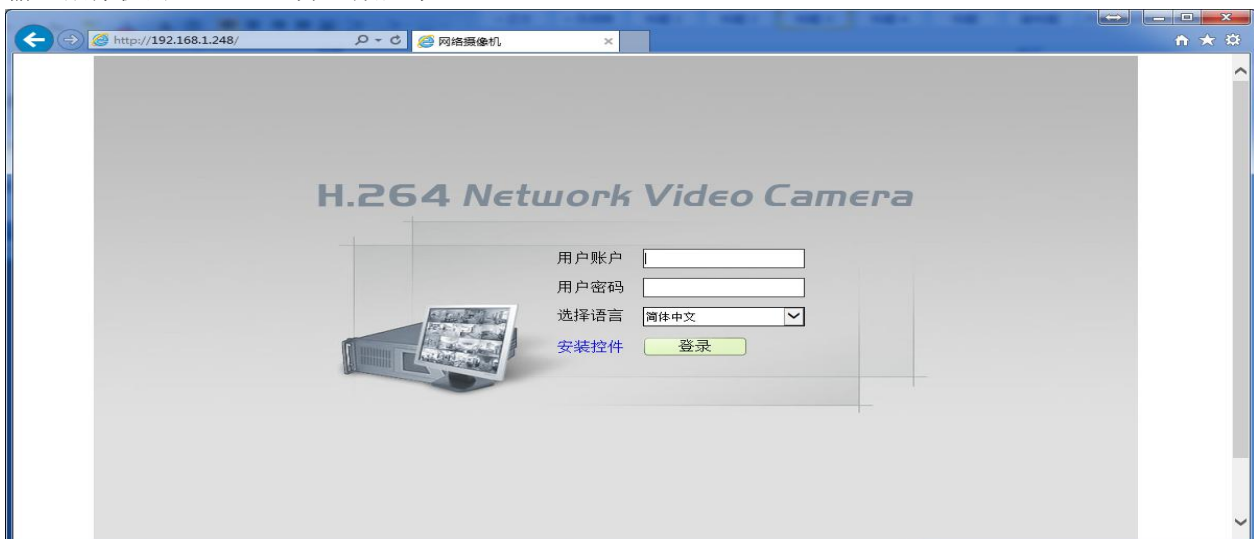 http://192.168.1.248/
网络摄像机
H.264 Network Video Camera
用户账户
用户密码
选择语言 简体中文
安装控件 登录